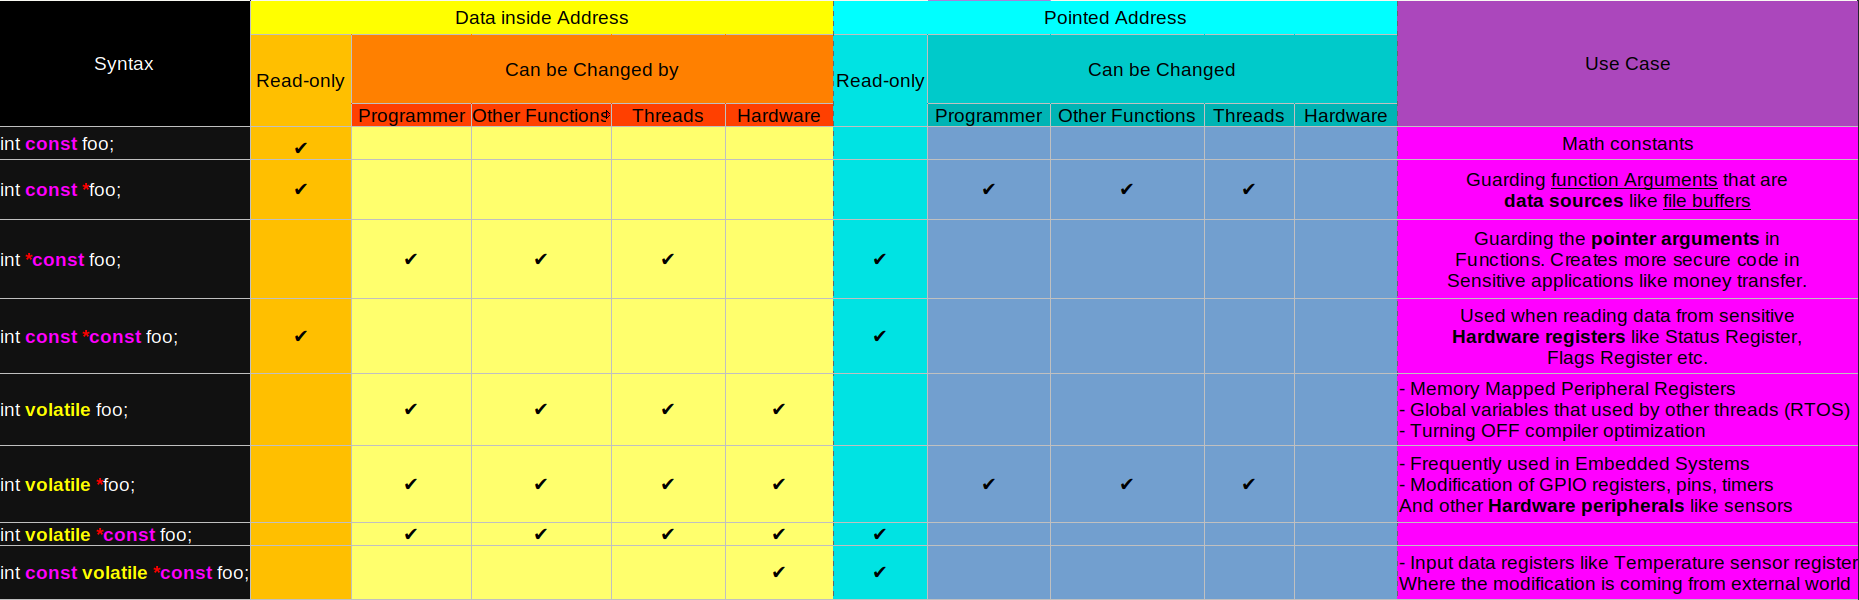 Data inside Address
Pointed Address
Syntax
Read-only
Can be Changed by
Read-only
Can be Changed
Use Case
Programmer
Other Functions
Threads
Hardware
Programmer
Other Functions
Threads
Hardware
int const foo;
✔
Math constants
int const *foo;
✔ ✔ ✔ ✔
Guarding function Arguments that are
data sources like file buffers
int *const foo;
✔ ✔ ✔ ✔
Guarding the pointer arguments in
Functions. Creates more secure code in
Sensitive applications like money transfer.
int const *const foo;
✔ ✔
Used when reading data from sensitive
Hardware registers like Status Register,
Flags Register etc.
int volatile foo;
✔ ✔ ✔ ✔
- Memory Mapped Peripheral Registers
- Global variables that used by other threads (RTOS)
- Turning OFF compiler optimization
int volatile *foo;
✔ ✔ ✔ ✔ ✔ ✔ ✔
- Frequently used in Embedded Systems
- Modification of GPIO registers, pins, timers
And other Hardware peripherals like sensors
int volatile *const foo;
✔ ✔ ✔ ✔ ✔
int const volatile *const foo;
✔ ✔
- Input data registers like Temperature sensor register
Where the modification is coming from external world